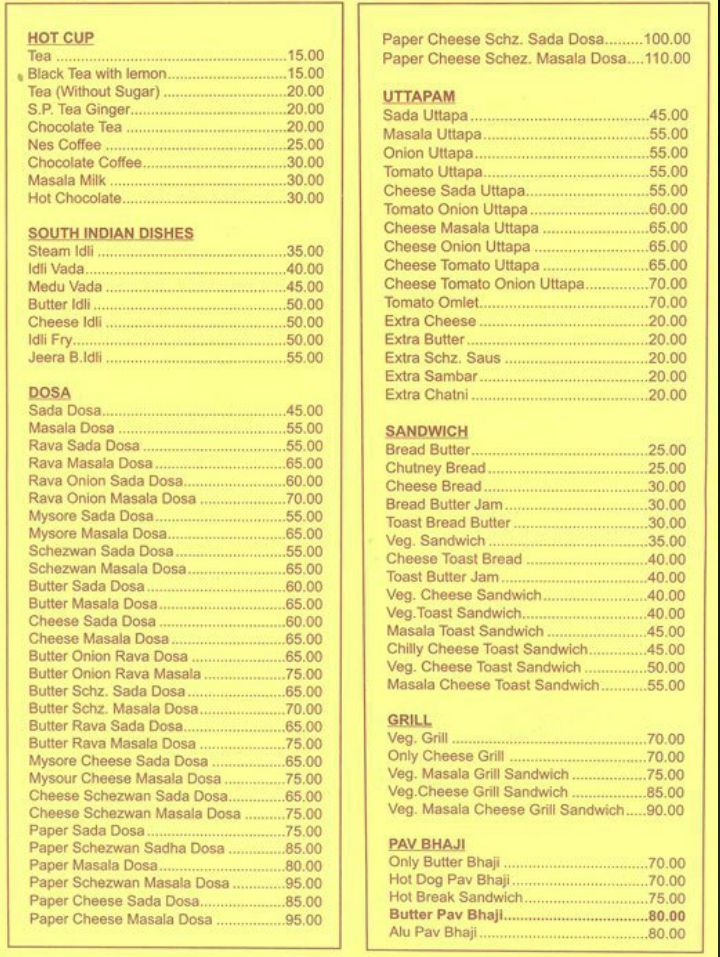 HOT CUP
Tea ..................................................15.00
Black Tea with lemon..........................15.00
Tea (Without Sugar) ...........................20.00
S.P. Tea Ginger..................................20.00
Chocolate Tea ...................................20.00
Nes Coffee ........................................25.00
Chocolate Coffee................................30.00
Masala Milk .......................................30.00
Hot Chocolate....................................30.00
SOUTH INDIAN DISHES
Steam Idli ..........................................35.00
Idli Vada.............................................40.00
Medu Vada ........................................45.00
Butter Idli ...........................................50.00
Cheese Idli ........................................50.00
Idli Fry................................................50.00
Jeera B.Idli ........................................55.00
DOSA
Sada Dosa.........................................45.00
Masala Dosa .....................................55.00
Rava Sada Dosa ...............................55.00
Rava Masala Dosa.............................65.00
Rava Onion Sada Dosa......................60.00
Rava Onion Masala Dosa ..................70.00
Mysore Sada Dosa.............................55.00
Mysore Masala Dosa..........................65.00
Schezwan Sada Dosa........................55.00
Schezwan Masala Dosa.....................65.00
Butter Sada Dosa ..............................60.00
Butter Masala Dosa............................65.00
Cheese Sada Dosa ............................60.00
Cheese Masala Dosa.........................65.00
Butter Onion Rava Dosa ....................65.00
Butter Onion Rava Masala .................75.00
Butter Schz. Sada Dosa.....................65.00
Butter Schz. Masala Dosa..................70.00
Butter Rava Sada Dosa......................65.00
Butter Rava Masala Dosa ..................75.00
Mysore Cheese Sada Dosa ...............65.00
Mysour Cheese Masala Dosa ............75.00
Cheese Schezwan Sada Dosa...........65.00
Cheese Schezwan Masala Dosa ........75.00
Paper Sada Dosa...............................75.00
Paper Schezwan Sadha Dosa ...........85.00
Paper Masala Dosa............................80.00
Paper Schezwan Masala Dosa ..........95.00
Paper Cheese Sada Dosa..................85.00
Paper Cheese Masala Dosa ..............95.00
Paper Cheese Schz. Sada Dosa.........100.00
Paper Cheese Schez. Masala Dosa....110.00
UTTAPAM
Sada Uttapa.......................................45.00
Masala Uttapa....................................55.00
Onion Uttapa......................................55.00
Tomato Uttapa....................................55.00
Cheese Sada Uttapa..........................55.00
Tomato Onion Uttapa.........................60.00
Cheese Masala Uttapa ......................65.00
Cheese Onion Uttapa ........................65.00
Cheese Tomato Uttapa ......................65.00
Cheese Tomato Onion Uttapa............70.00
Tomato Omlet.....................................70.00
Extra Cheese .....................................20.00
Extra Butter........................................20.00
Extra Schz. Saus ...............................20.00
Extra Sambar.....................................20.00
Extra Chatni.......................................20.00
SANDWICH
Bread Butter.......................................25.00
Chutney Bread...................................25.00
Cheese Bread....................................30.00
Bread Butter Jam...............................30.00
Toast Bread Butter .............................30.00
Veg. Sandwich...................................35.00
Cheese Toast Bread ..........................40.00
Toast Butter Jam................................40.00
Veg. Cheese Sandwich......................40.00
Veg.Toast Sandwich...........................40.00
Masala Toast Sandwich .....................45.00
Chilly Cheese Toast Sandwich...........45.00
Veg. Cheese Toast Sandwich ............50.00
Masala Cheese Toast Sandwich.........55.00
GRILL
Veg. Grill ............................................70.00
Only Cheese Grill ...............................70.00
Veg. Masala Grill Sandwich ...............75.00
Veg.Cheese Grill Sandwich ...............85.00
Veg. Masala Cheese Grill Sandwich.....90.00
PAV BHAJI
Only Butter Bhaji ................................70.00
Hot Dog Pav Bhaji..............................70.00
Hot Break Sandwich...........................75.00
Butter Pav Bhaji................................80.00
Alu Pav Bhaji.....................................80.00